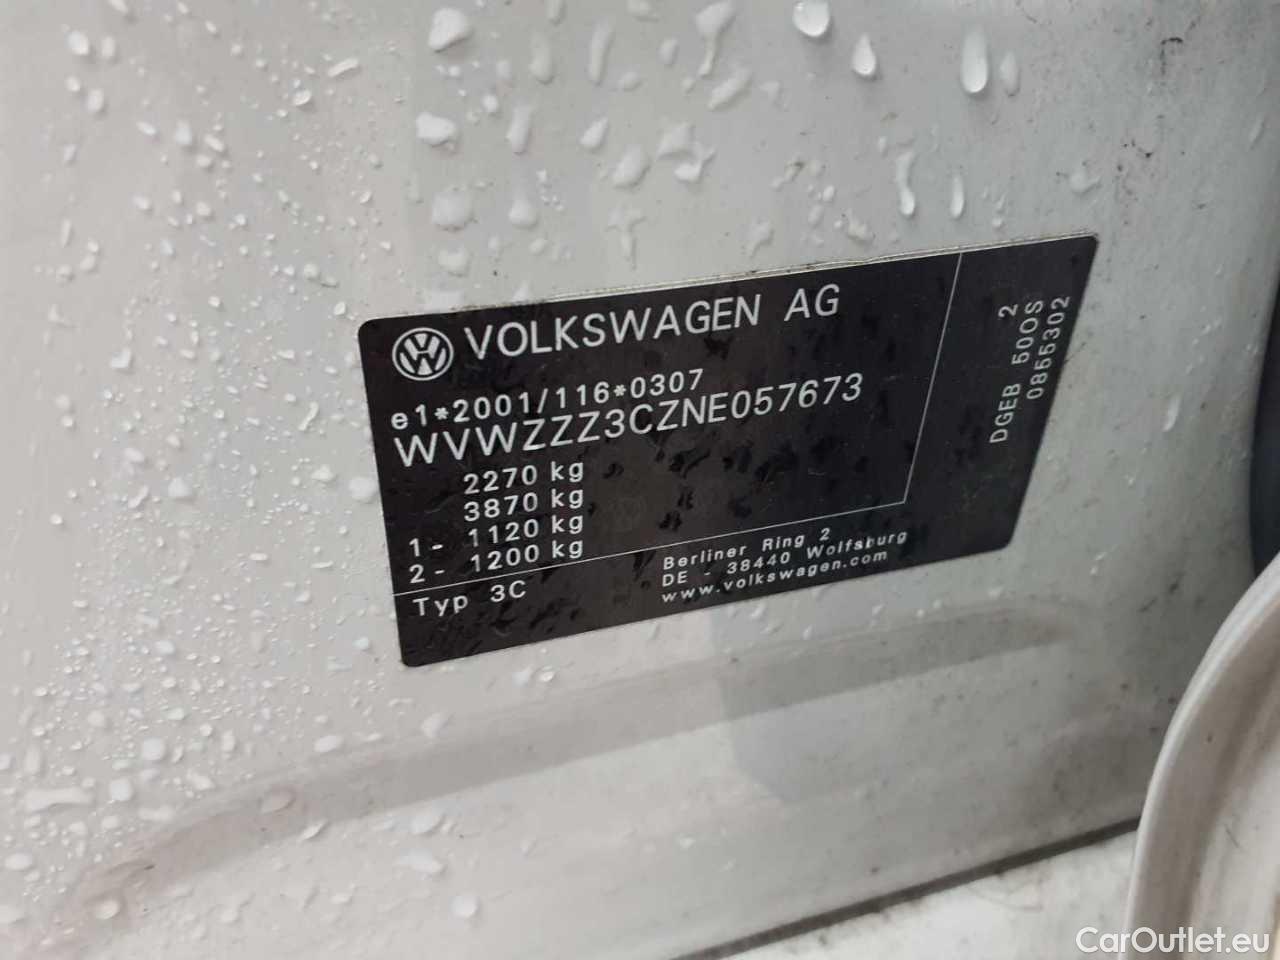 VOLKSWAGEN AG
e1*2001/116*0307
WVWZZZ3CZNE057673
2270 kg
3870 kg
1 - 1120 kg
2 - 1200 kg
Typ 3C
Berliner Ring 2
DE - 38440 Wolfsburg
www.volkswagen.com
2
DGEB 500S
0855302
CarOutlet.eu